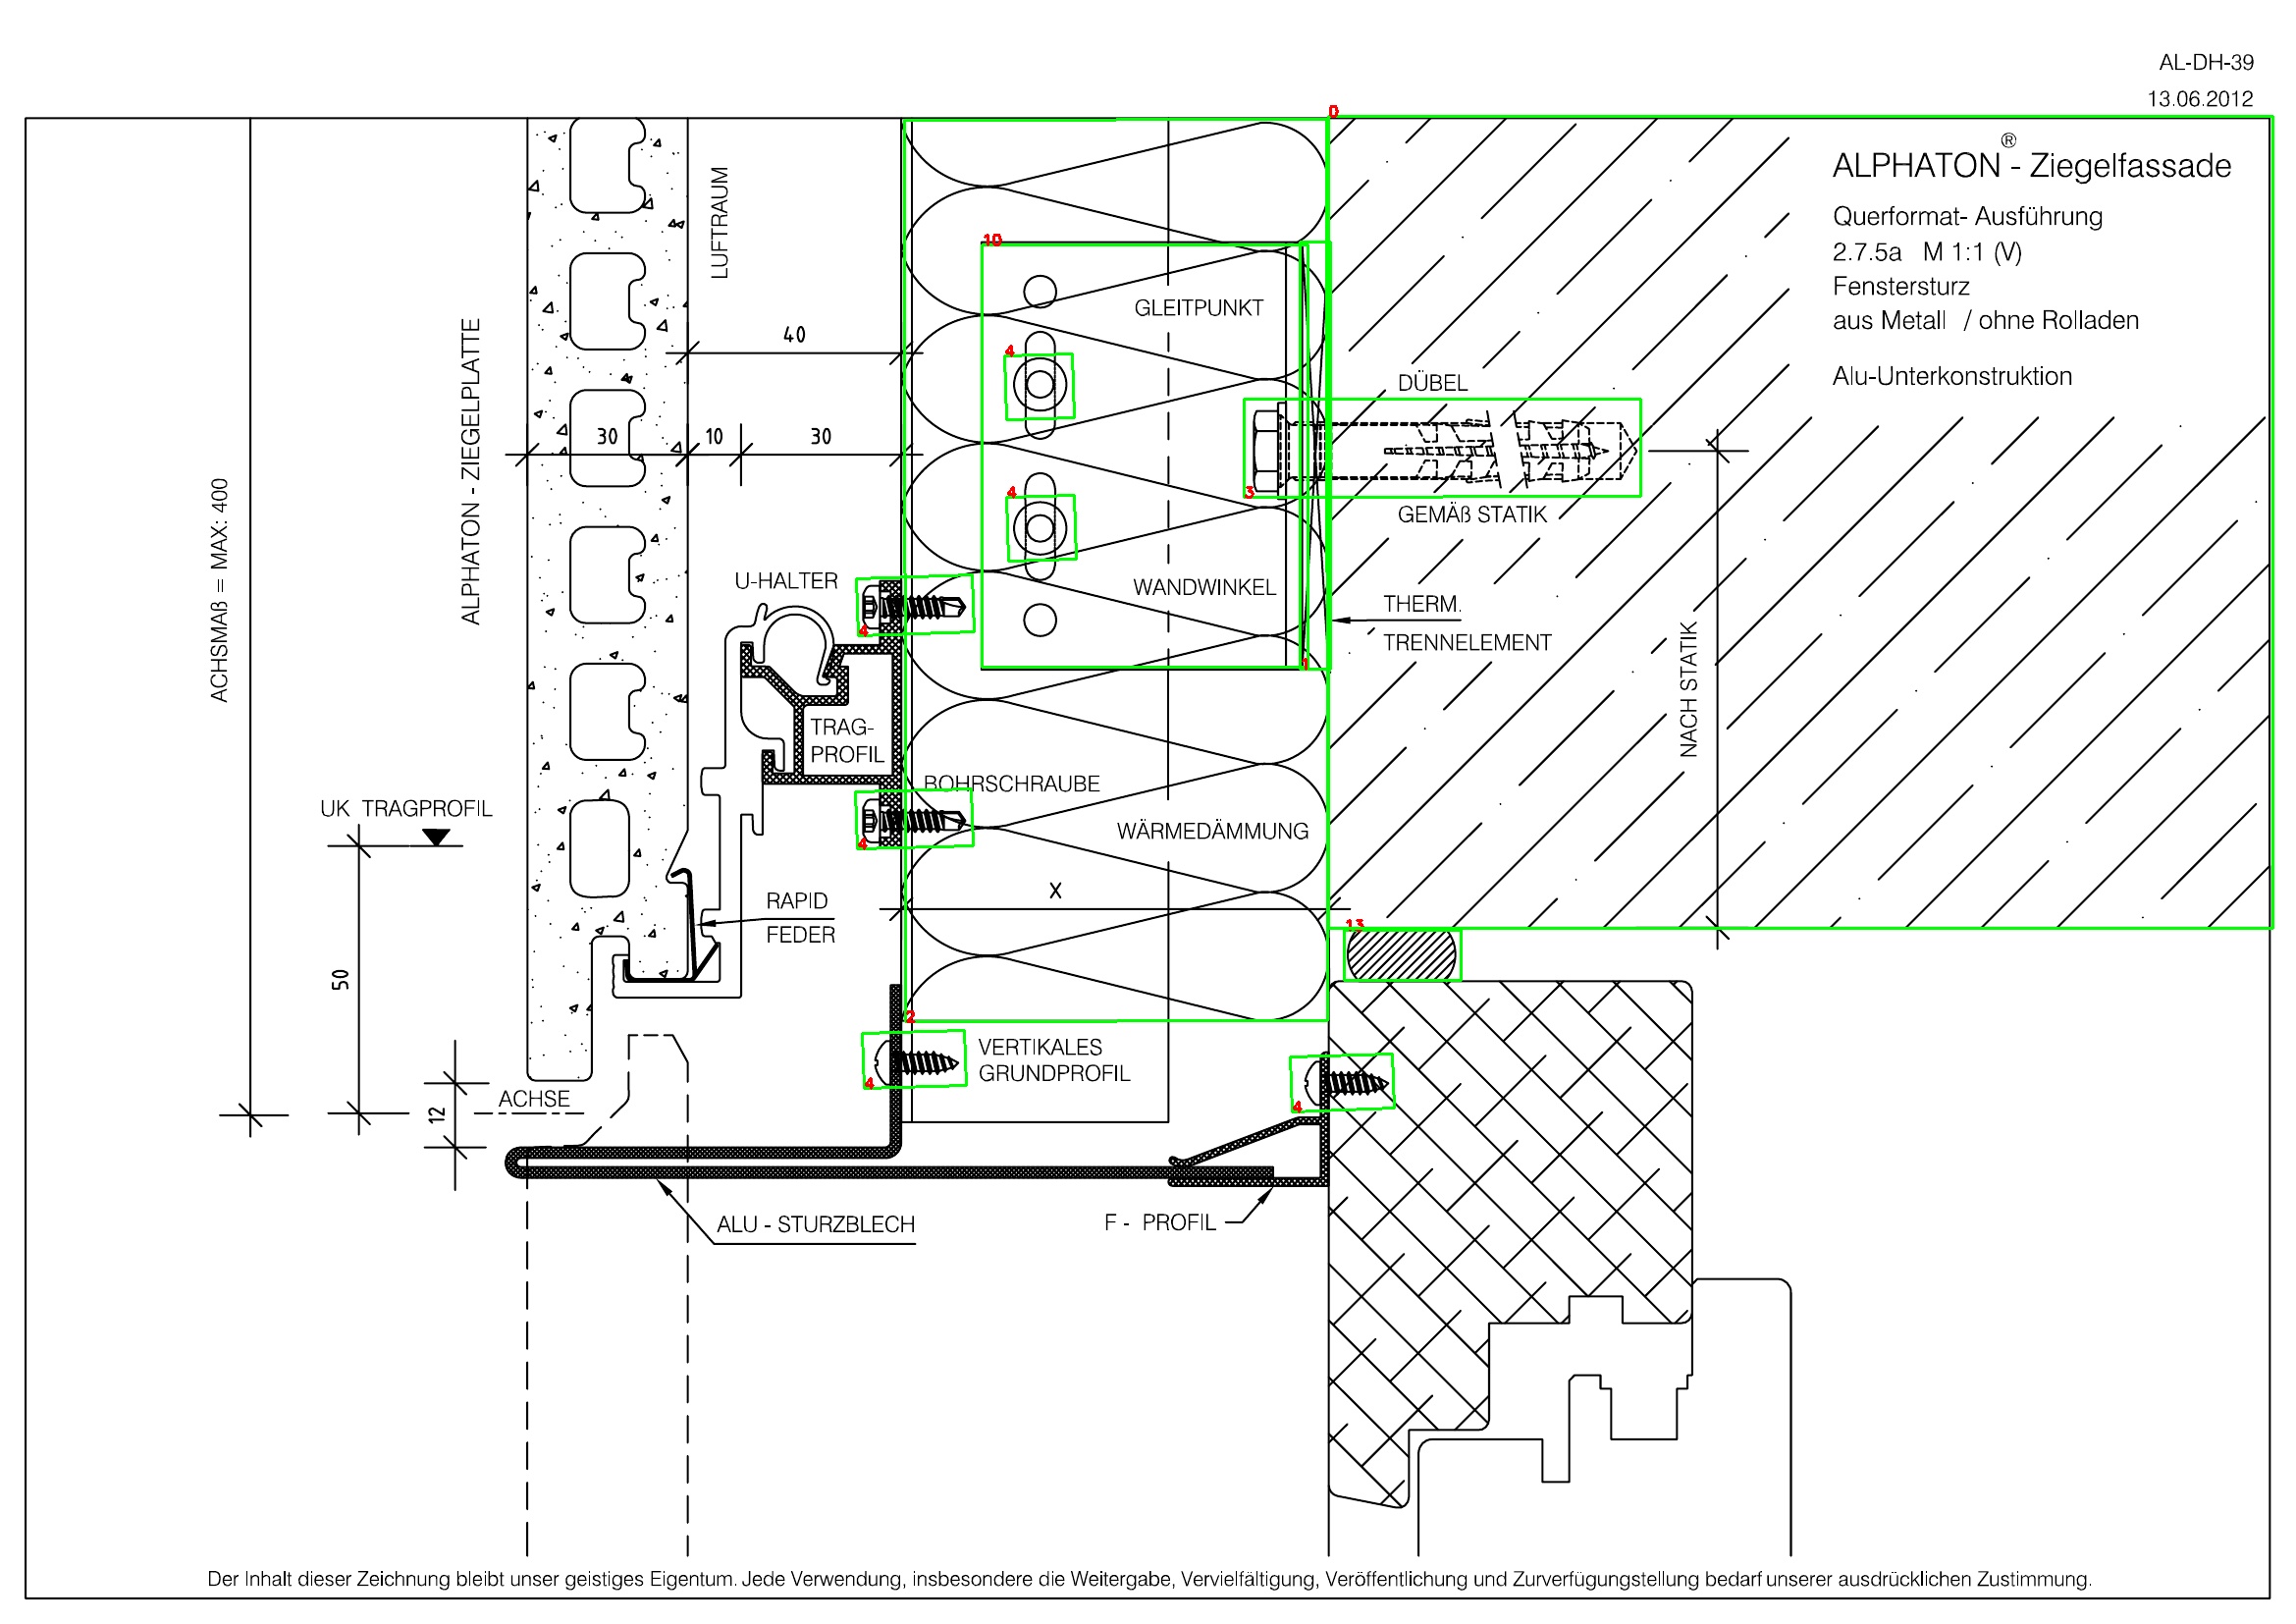 AL-DH-39
13.06.2012
ALPHATON® - Ziegelfassade
Querformat- Ausführung
2.7.5a M 1:1 (V)
Fenstersturz
aus Metall / ohne Rolladen
Alu-Unterkonstruktion
0
LUFTRAUM
10
GLEITPUNKT
ALPHATON - ZIEGELPLATTE
40
4
DÜBEL
30
10
30
ACHSMAß = MAX: 400
4
3
GEMÄß STATIK
U-HALTER
WANDWINKEL
THERM.
TRENNELEMENT
4
1
NACH STATIK
TRAG-
PROFIL
BOHRSCHRAUBE
UK TRAGPROFIL
WÄRMEDÄMMUNG
4
X
RAPID
FEDER
13
50
2
VERTIKALES
GRUNDPROFIL
4
ACHSE
12
4
ALU - STURZBLECH
F - PROFIL
Der Inhalt dieser Zeichnung bleibt unser geistiges Eigentum. Jede Verwendung, insbesondere die Weitergabe, Vervielfältigung, Veröffentlichung und Zurverfügungstellung bedarf unserer ausdrücklichen Zustimmung.